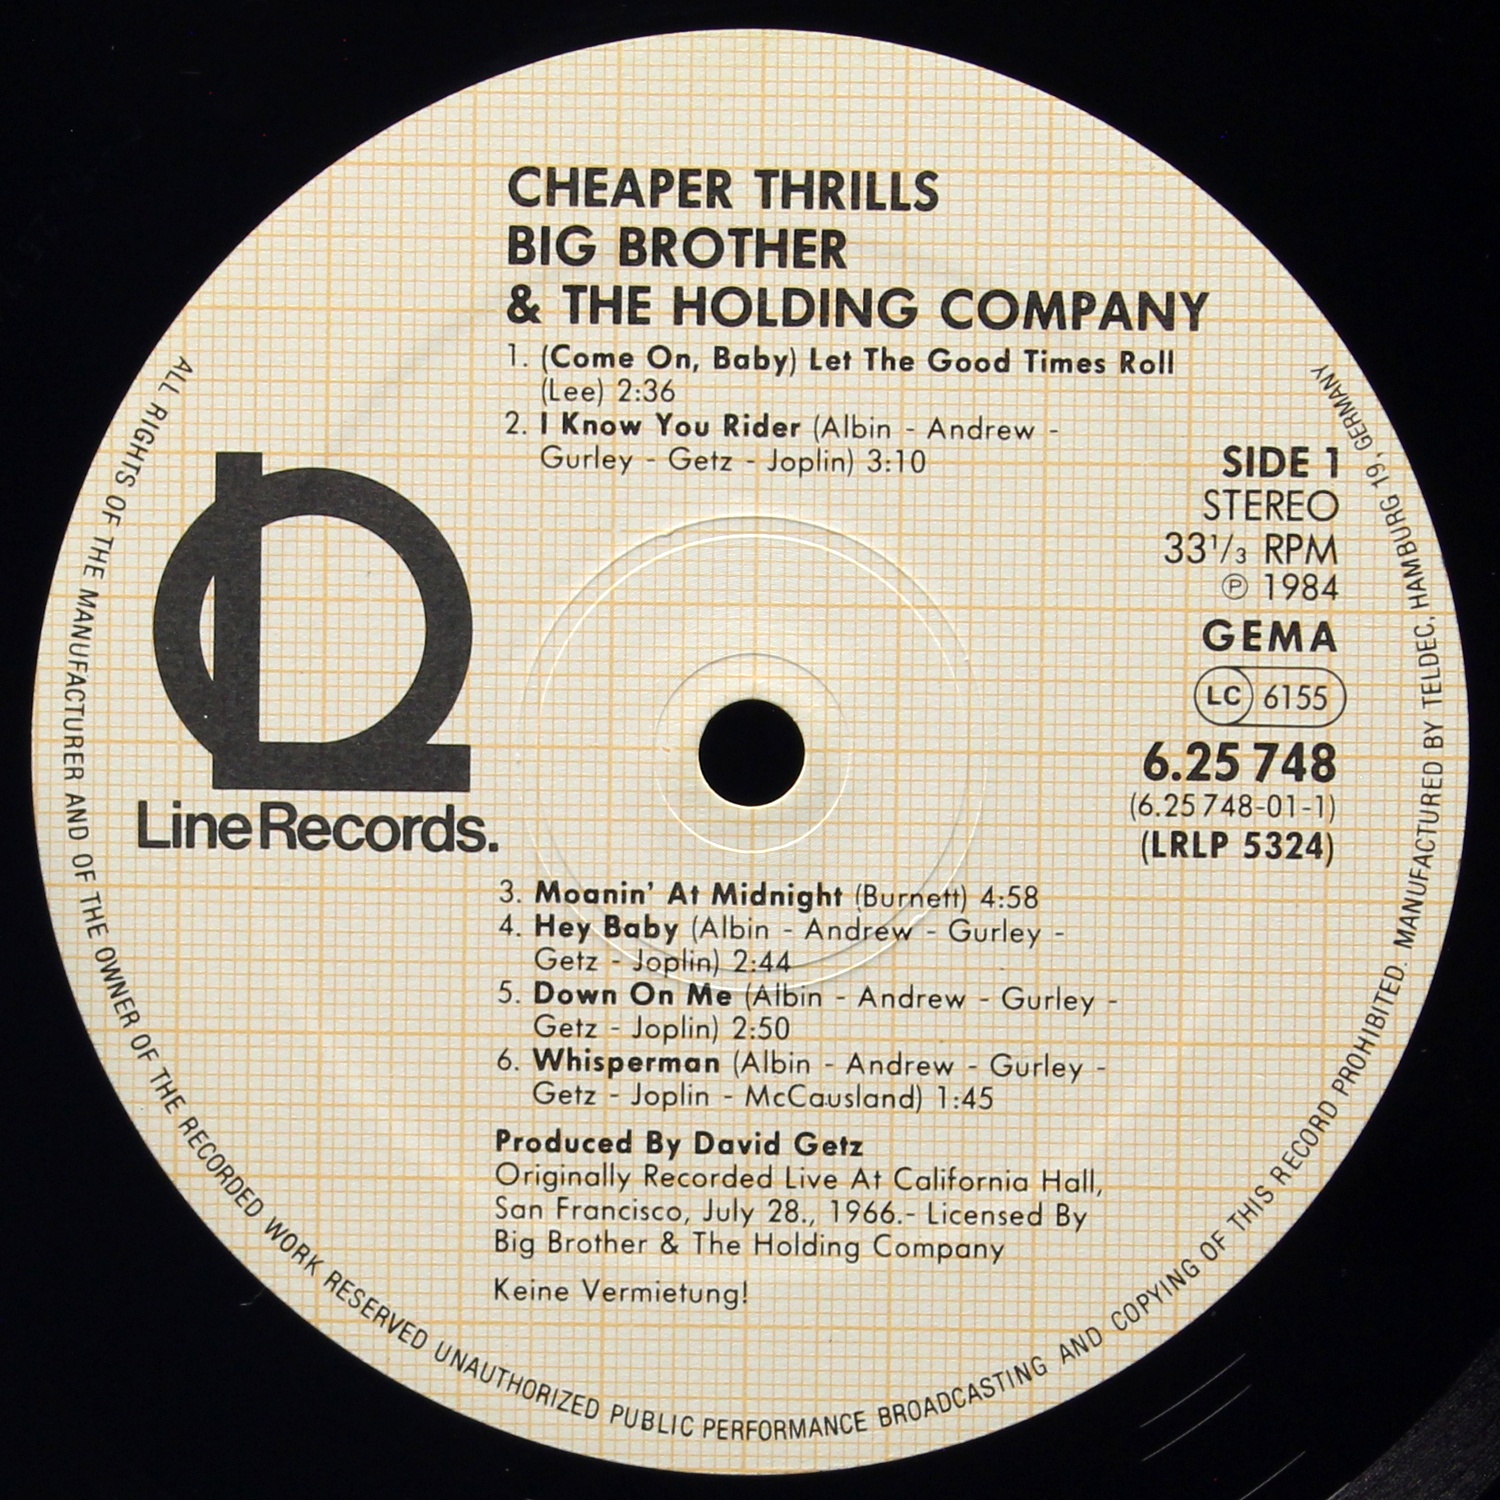 CHEAPER THRILLS
BIG BROTHER
& THE HOLDING COMPANY
1. (Come On, Baby) Let The Good Times Roll
(Lee) 2:36
2. I Know You Rider (Albin - Andrew -
Gurley - Getz - Joplin) 3:10
SIDE 1
STEREO
33¹/₃ RPM
℗ 1984
GEMA
LC 6155
6.25 748
(6.25 748-01-1)
(LRLP 5324)
Line Records.
3. Moanin' At Midnight (Burnett) 4:58
4. Hey Baby (Albin - Andrew - Gurley -
Getz - Joplin) 2:44
5. Down On Me (Albin - Andrew - Gurley -
Getz - Joplin) 2:50
6. Whisperman (Albin - Andrew - Gurley -
Getz - Joplin - McCausland) 1:45
Produced By David Getz
Originally Recorded Live At California Hall,
San Francisco, July 28., 1966.- Licensed By
Big Brother & The Holding Company
Keine Vermietung!
ALL RIGHTS OF THE MANUFACTURER AND OF THE OWNER OF THE RECORDED WORK RESERVED UNAUTHORIZED PUBLIC PERFORMANCE BROADCASTING AND COPYING OF THIS RECORD PROHIBITED. MANUFACTURED BY TELDEC, HAMBURG 19, GERMANY